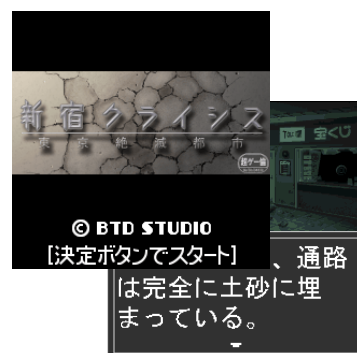 新宿クライシス
東京絶滅都市
超ゲー編
© BTD STUDIO
[決定ボタンでスタート]
宝くじ
、通路
は完全に土砂に埋
まっている。